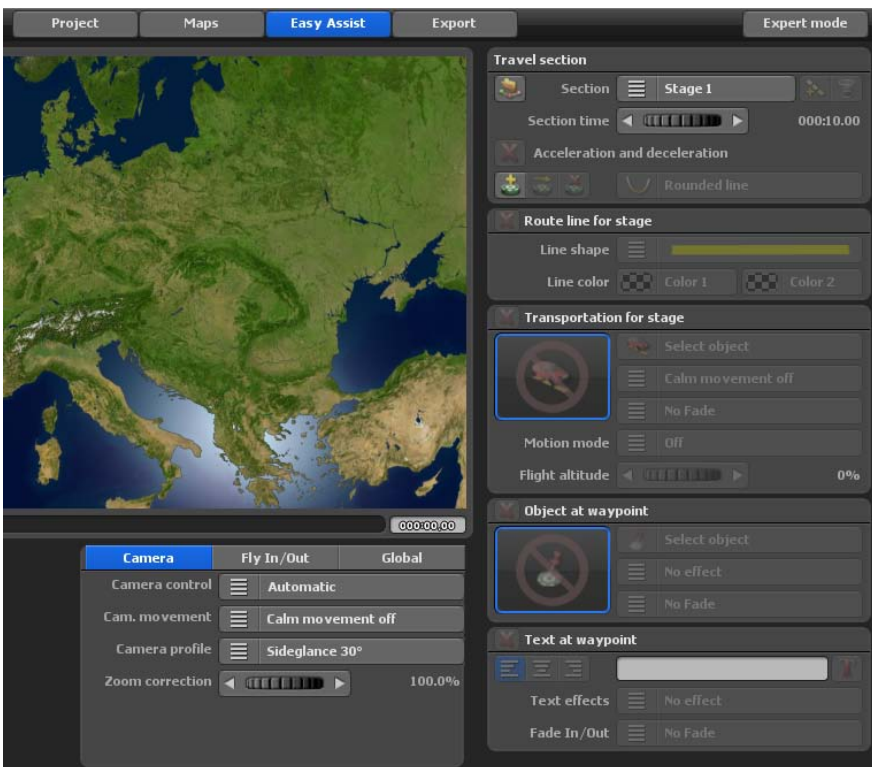 Project Maps Easy Assist Export Expert mode
Travel section
Section Stage 1
Section time 000:10.00
Acceleration and deceleration
Rounded line
Route line for stage
Line shape
Line color Color 1 Color 2
Transportation for stage
Select object
Calm movement off
No Fade
Motion mode Off
Flight altitude 0%
Object at waypoint
Select object
No effect
No Fade
Text at waypoint
Text effects No effect
Fade In/Out No Fade
000:00,00
Camera Fly In/Out Global
Camera control Automatic
Cam. movement Calm movement off
Camera profile Sideglance 30°
Zoom correction 100.0%